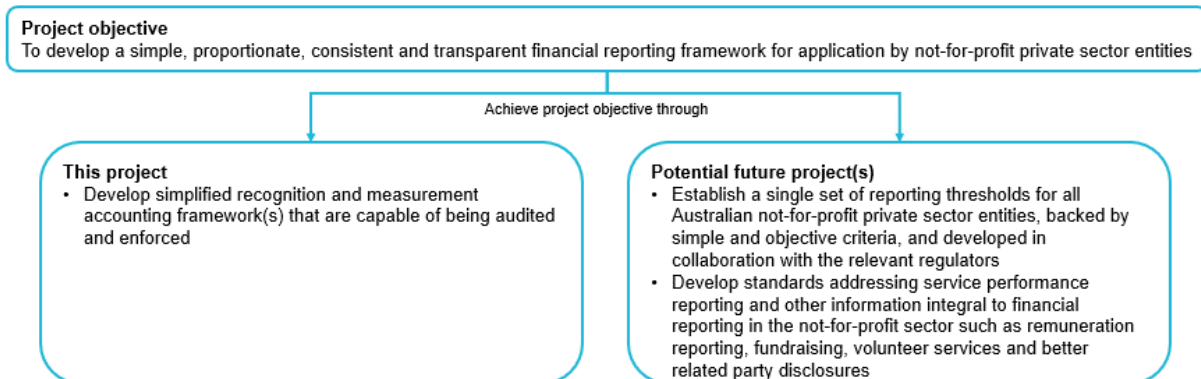 Project objective
To develop a simple, proportionate, consistent and transparent financial reporting framework for application by not-for-profit private sector entities
Achieve project objective through
This project
• Develop simplified recognition and measurement
accounting framework(s) that are capable of being audited
and enforced
Potential future project(s)
• Establish a single set of reporting thresholds for all
Australian not-for-profit private sector entities, backed by
simple and objective criteria, and developed in
collaboration with the relevant regulators
• Develop standards addressing service performance
reporting and other information integral to financial
reporting in the not-for-profit sector such as remuneration
reporting, fundraising, volunteer services and better
related party disclosures